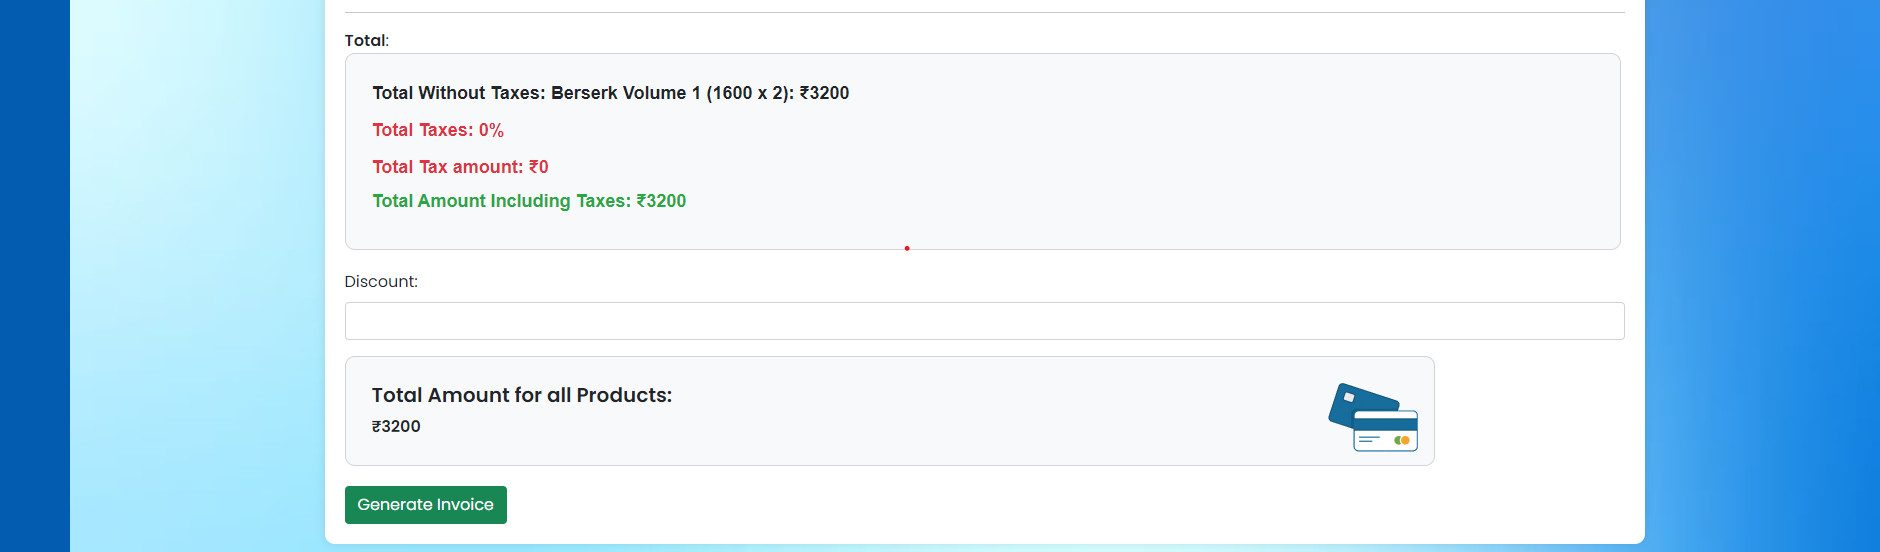 Total:
Total Without Taxes: Berserk Volume 1 (1600 x 2): ₹3200
Total Taxes: 0%
Total Tax amount: ₹0
Total Amount Including Taxes: ₹3200
Discount:
Total Amount for all Products:
₹3200
Generate Invoice